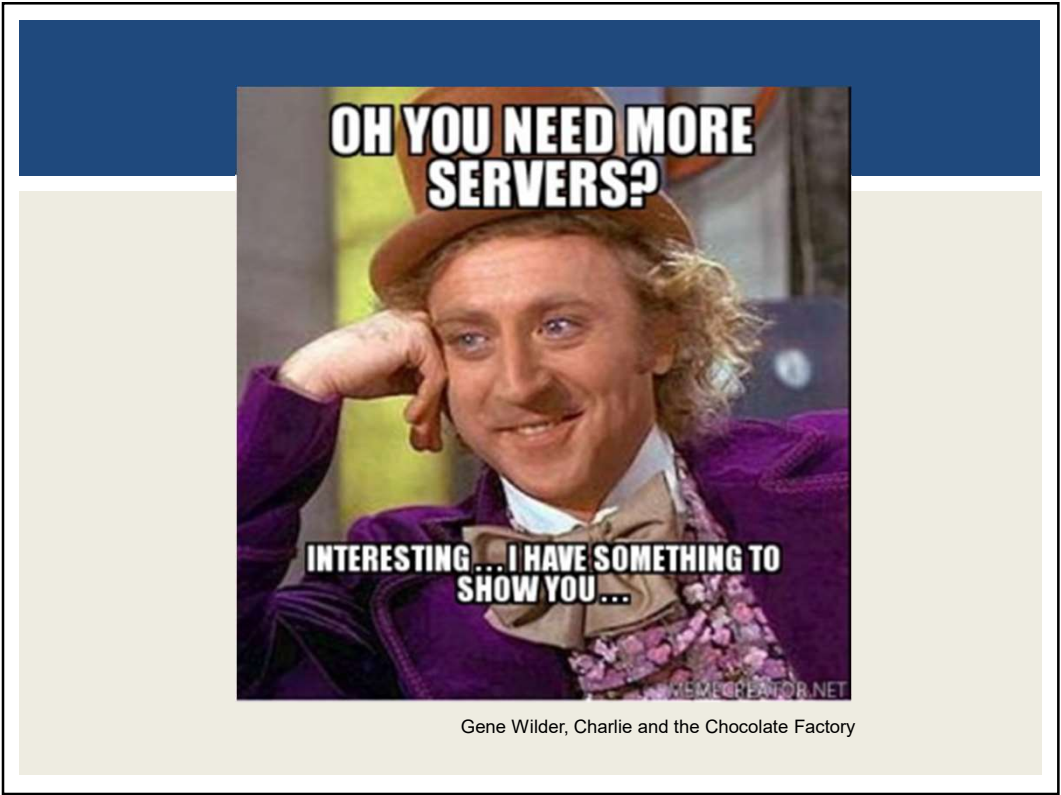 OH YOU NEED MORE
SERVERS?
INTERESTING...I HAVE SOMETHING TO
SHOW YOU...
MEMECREATOR.NET
Gene Wilder, Charlie and the Chocolate Factory